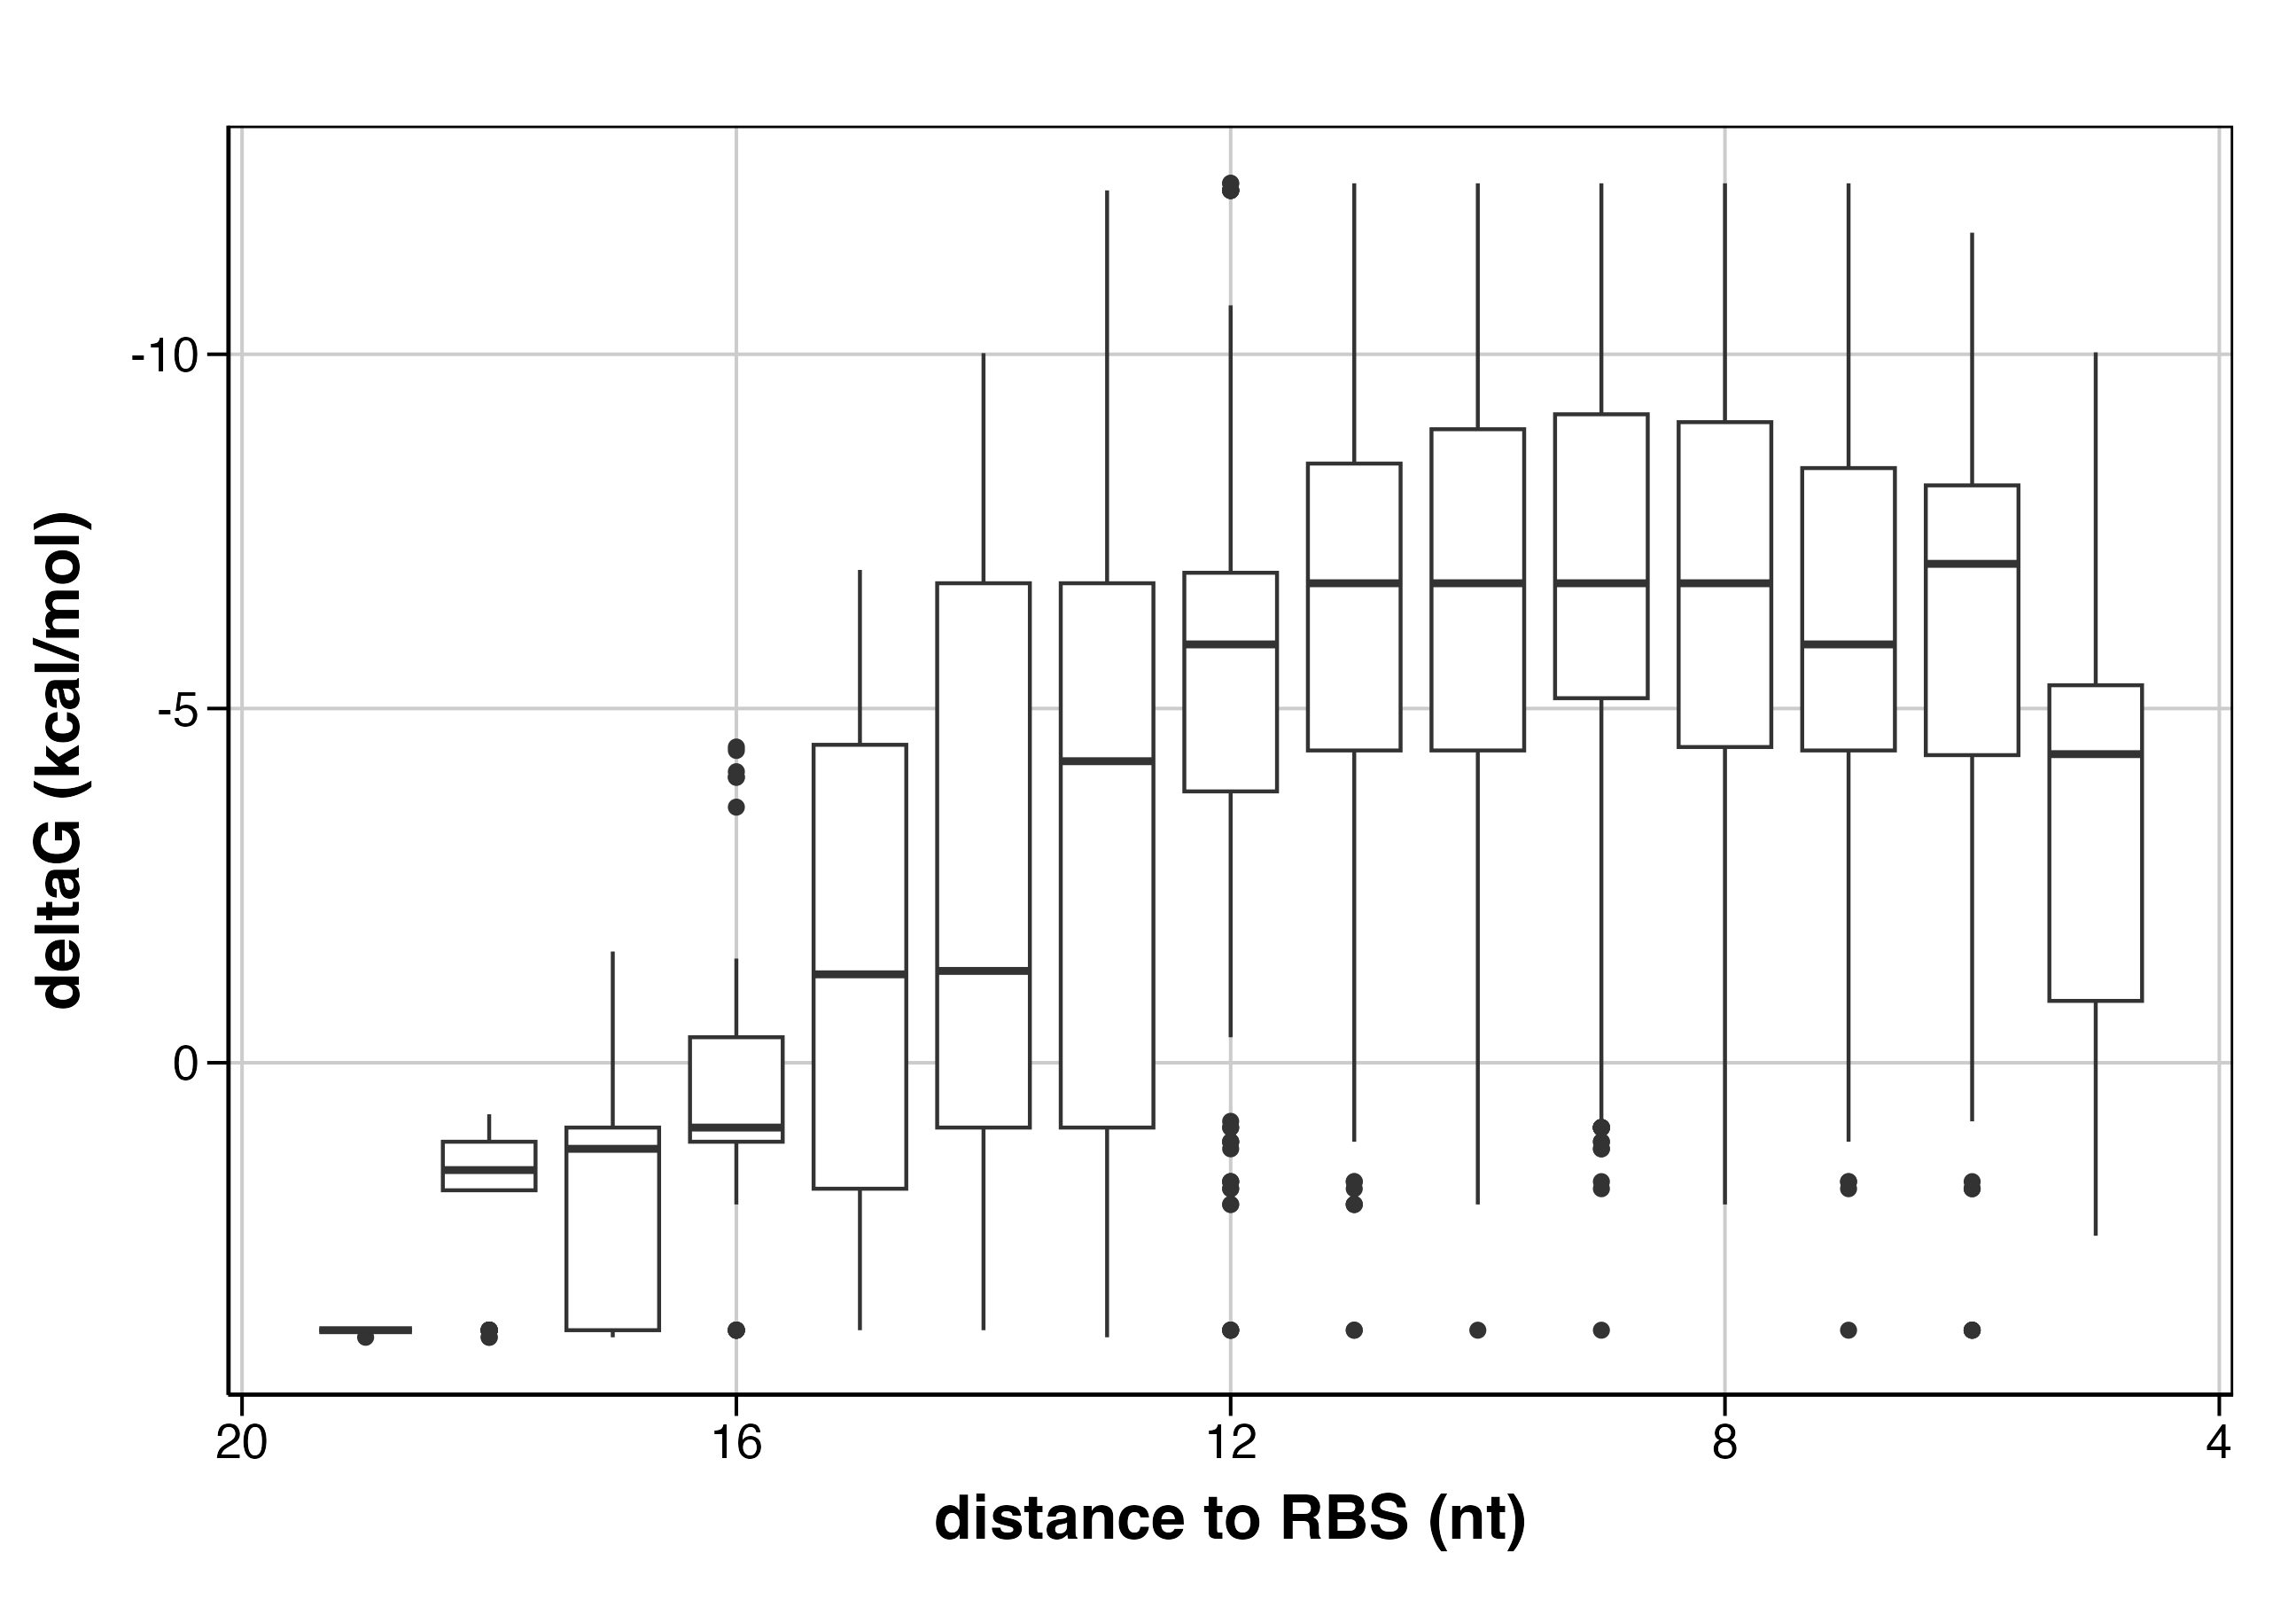 deltaG (kcal/mol)
-10
-5
0
20 16 12 8 4
distance to RBS (nt)